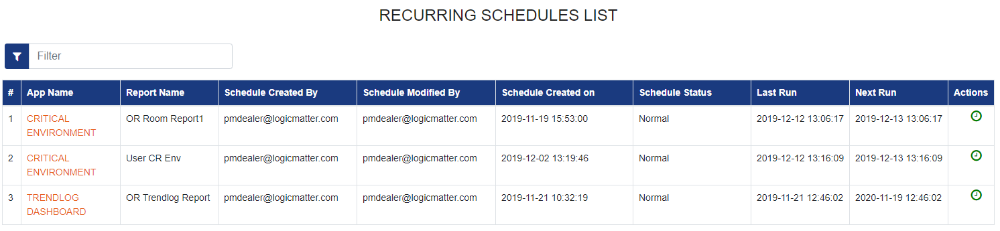 RECURRING SCHEDULES LIST
Filter
# App Name Report Name Schedule Created By Schedule Modified By Schedule Created on Schedule Status Last Run Next Run Actions
1 CRITICAL OR Room Report1 pmdealer@logicmatter.com pmdealer@logicmatter.com 2019-11-19 15:53:00 Normal 2019-12-12 13:06:17 2019-12-13 13:06:17
ENVIRONMENT
2 CRITICAL User CR Env pmdealer@logicmatter.com pmdealer@logicmatter.com 2019-12-02 13:19:46 Normal 2019-12-12 13:16:09 2019-12-13 13:16:09
ENVIRONMENT
3 TRENDLOG OR Trendlog Report pmdealer@logicmatter.com pmdealer@logicmatter.com 2019-11-21 10:32:19 Normal 2019-11-21 12:46:02 2020-11-19 12:46:02
DASHBOARD